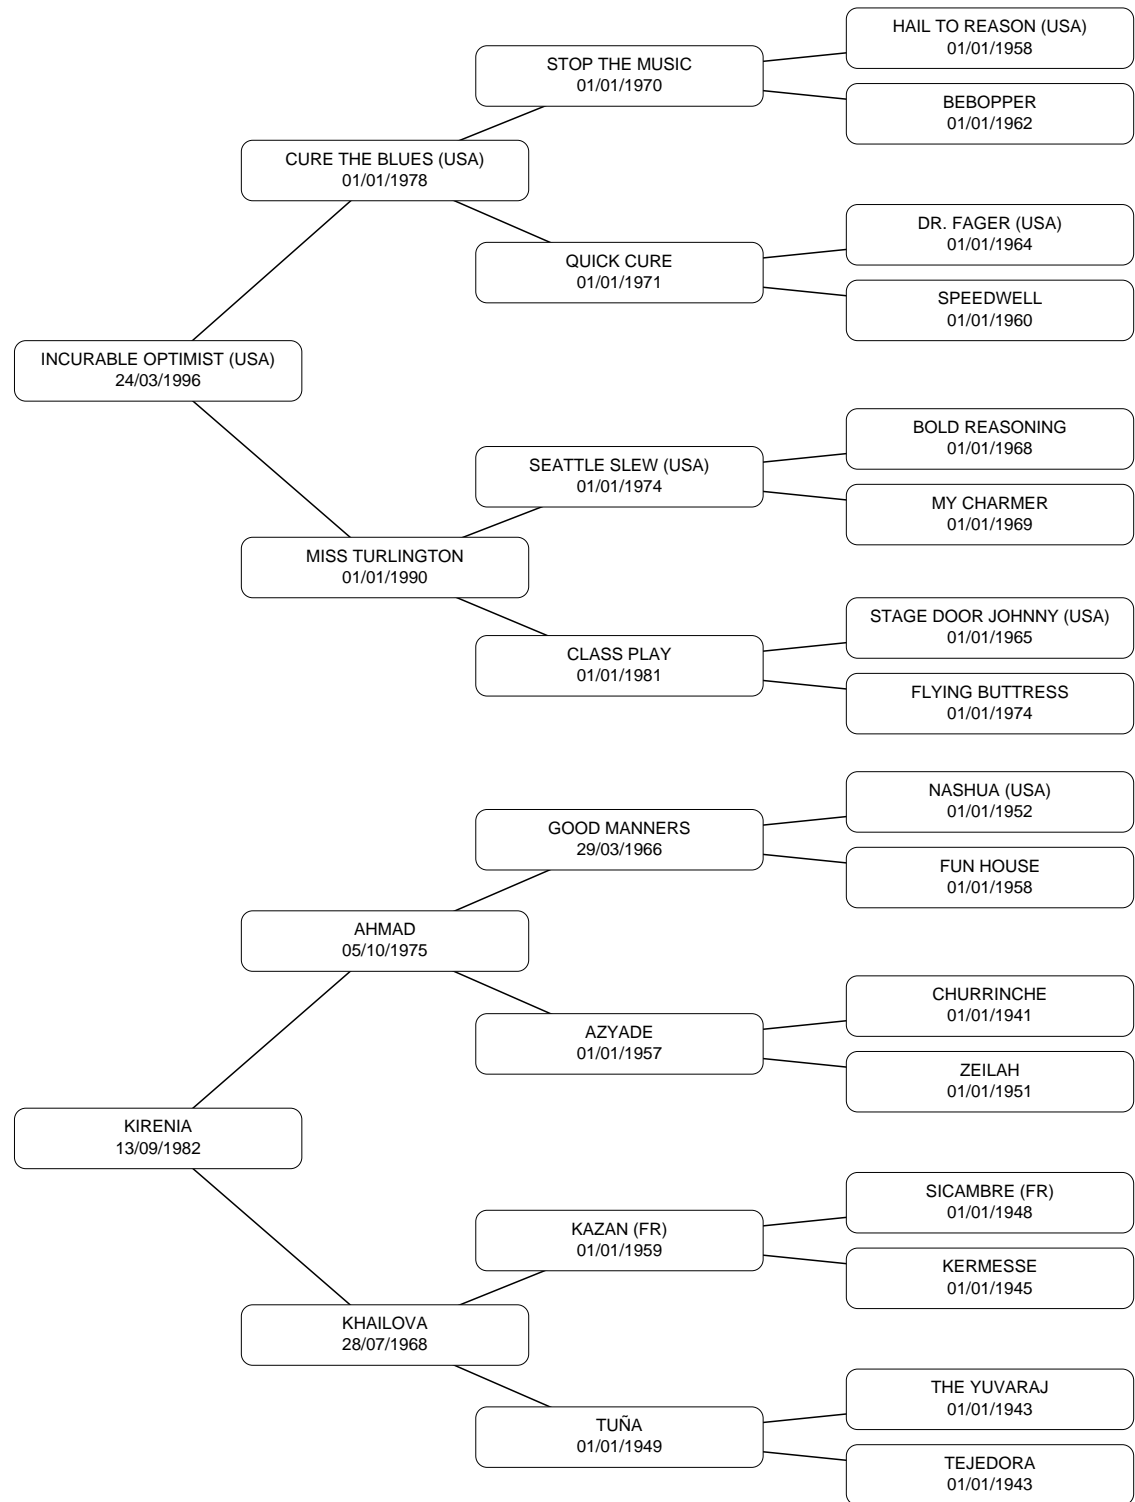 HAIL TO REASON (USA)
01/01/1958
STOP THE MUSIC
01/01/1970
BEBOPPER
01/01/1962
CURE THE BLUES (USA)
01/01/1978
DR. FAGER (USA)
01/01/1964
QUICK CURE
01/01/1971
SPEEDWELL
01/01/1960
INCURABLE OPTIMIST (USA)
24/03/1996
BOLD REASONING
01/01/1968
SEATTLE SLEW (USA)
01/01/1974
MY CHARMER
01/01/1969
MISS TURLINGTON
01/01/1990
STAGE DOOR JOHNNY (USA)
01/01/1965
CLASS PLAY
01/01/1981
FLYING BUTTRESS
01/01/1974
NASHUA (USA)
01/01/1952
GOOD MANNERS
29/03/1966
FUN HOUSE
01/01/1958
AHMAD
05/10/1975
CHURRINCHE
01/01/1941
AZYADE
01/01/1957
ZEILAH
01/01/1951
KIRENIA
13/09/1982
SICAMBRE (FR)
01/01/1948
KAZAN (FR)
01/01/1959
KERMESSE
01/01/1945
KHAILOVA
28/07/1968
THE YUVARAJ
01/01/1943
TUÑA
01/01/1949
TEJEDORA
01/01/1943